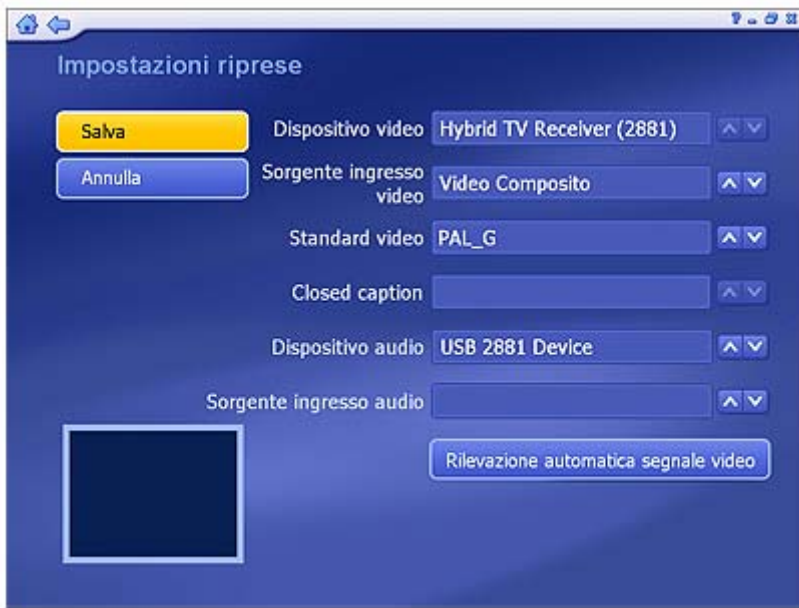 Impostazioni riprese
Salva
Annulla
Dispositivo video Hybrid TV Receiver (2881)
Sorgente ingresso
video Video Composito
Standard video PAL_G
Closed caption
Dispositivo audio USB 2881 Device
Sorgente ingresso audio
Rilevazione automatica segnale video